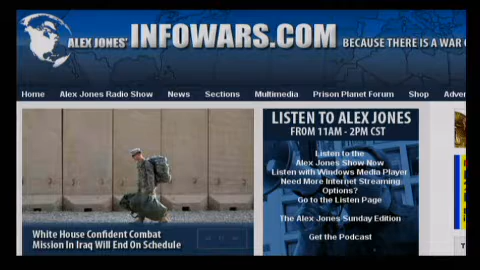 ALEX JONES' INFOWARS.COM BECAUSE THERE IS A WAR
Home Alex Jones Radio Show News Sections Multimedia Prison Planet Forum Shop
LISTEN TO ALEX JONES
FROM 11AM - 2PM CST
Listen to the
Alex Jones Show Now
Listen with Windows Media Player
Need More Internet Streaming
Options?
Go to the Listen Page
The Alex Jones Sunday Edition
Get the Podcast
White House Confident Combat
Mission In Iraq Will End On Schedule